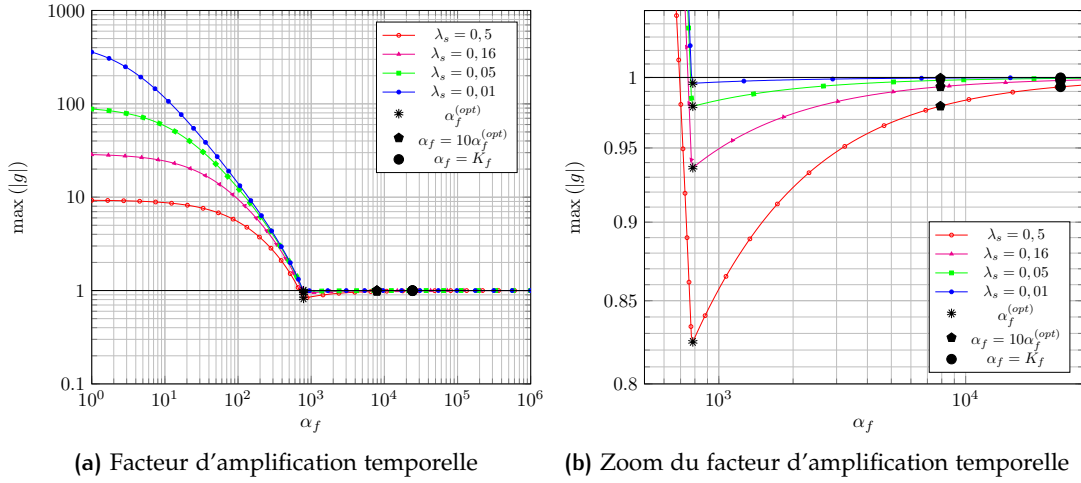 1000
100
10
1
0.1
max (|g|)
10^0
10^1
10^2
10^3
10^4
10^5
10^6
α_f
λ_s = 0, 5
λ_s = 0, 16
λ_s = 0, 05
λ_s = 0, 01
α_f^{(opt)}
α_f = 10α_f^{(opt)}
α_f = K_f
(a) Facteur d'amplification temporelle
1
0.95
0.9
0.85
0.8
max (|g|)
10^3
10^4
α_f
λ_s = 0, 5
λ_s = 0, 16
λ_s = 0, 05
λ_s = 0, 01
α_f^{(opt)}
α_f = 10α_f^{(opt)}
α_f = K_f
(b) Zoom du facteur d'amplification temporelle